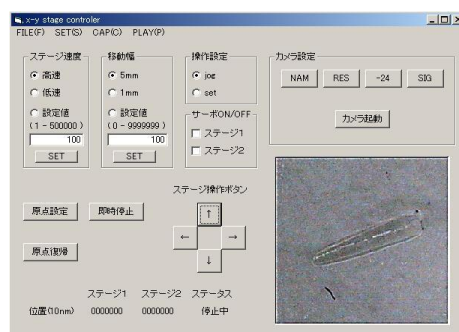 x-y stage controler
FILE(F) SET(S) CAP(C) PLAY(P)
ステージ速度
高速
低速
設定値
(1 - 500000)
100
SET
移動幅
5mm
1mm
設定値
(0 - 9999999)
100
SET
操作設定
jog
set
サーボON/OFF
ステージ1
ステージ2
カメラ設定
NAM RES -24 SIG
カメラ起動
原点設定 即時停止
原点復帰
ステージ操作ボタン
↑
← →
↓
ステージ1 ステージ2 ステータス
位置(10nm) 0000000 0000000 停止中